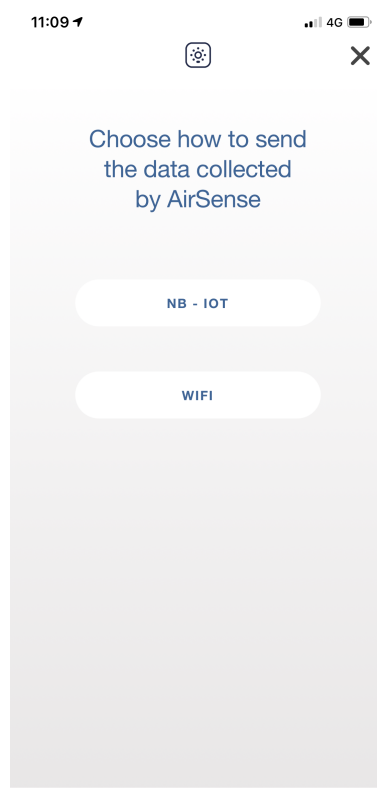 11:09
4G
Choose how to send
the data collected
by AirSense
NB - IOT
WIFI